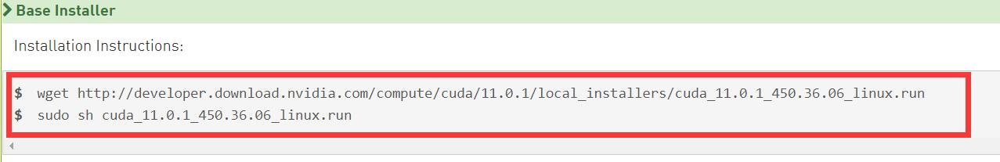 Base Installer
Installation Instructions:
$ wget http://developer.download.nvidia.com/compute/cuda/11.0.1/local_installers/cuda_11.0.1_450.36.06_linux.run
$ sudo sh cuda_11.0.1_450.36.06_linux.run